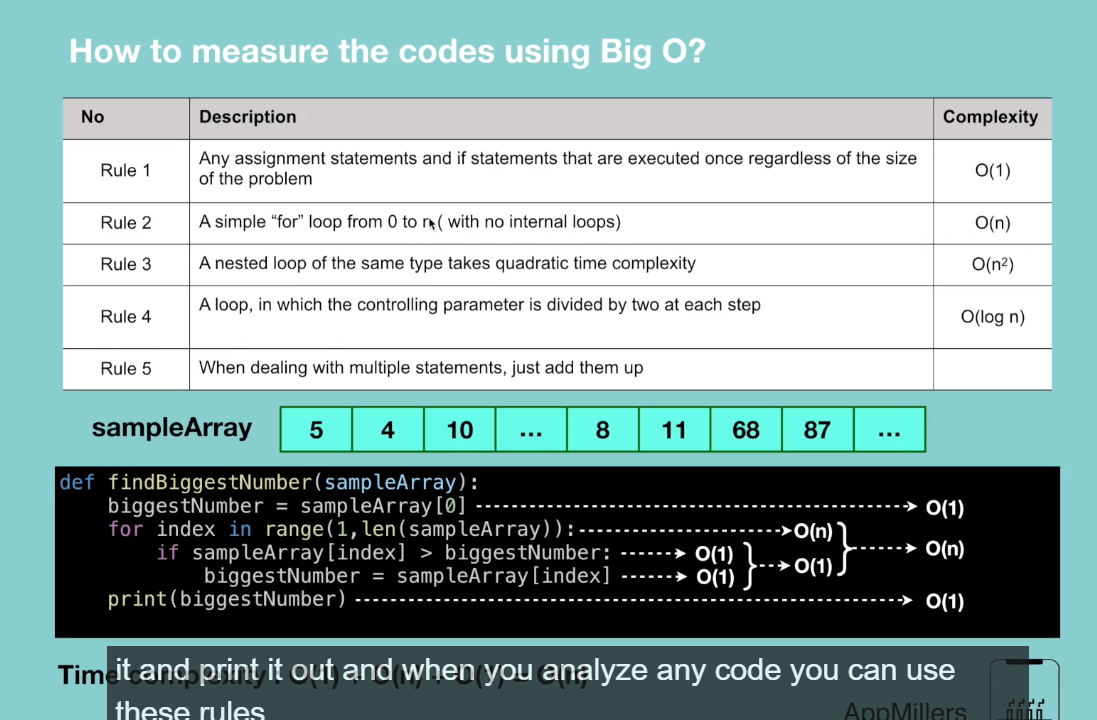 How to measure the codes using Big O?
No Description Complexity
Rule 1 Any assignment statements and if statements that are executed once regardless of the size
of the problem O(1)
Rule 2 A simple “for” loop from 0 to n ( with no internal loops) O(n)
Rule 3 A nested loop of the same type takes quadratic time complexity O(n²)
Rule 4 A loop, in which the controlling parameter is divided by two at each step O(log n)
Rule 5 When dealing with multiple statements, just add them up
sampleArray 5 4 10 ... 8 11 68 87 ...
def findBiggestNumber(sampleArray):
biggestNumber = sampleArray[0] O(1)
for index in range(1,len(sampleArray)): O(n)
if sampleArray[index] > biggestNumber: O(1) O(n)
O(1)
biggestNumber = sampleArray[index] O(1)
print(biggestNumber) O(1)
Time complexity : O(1) + O(n) + O(1) = O(n)
it and print it out and when you analyze any code you can use
these rules
AppMillers